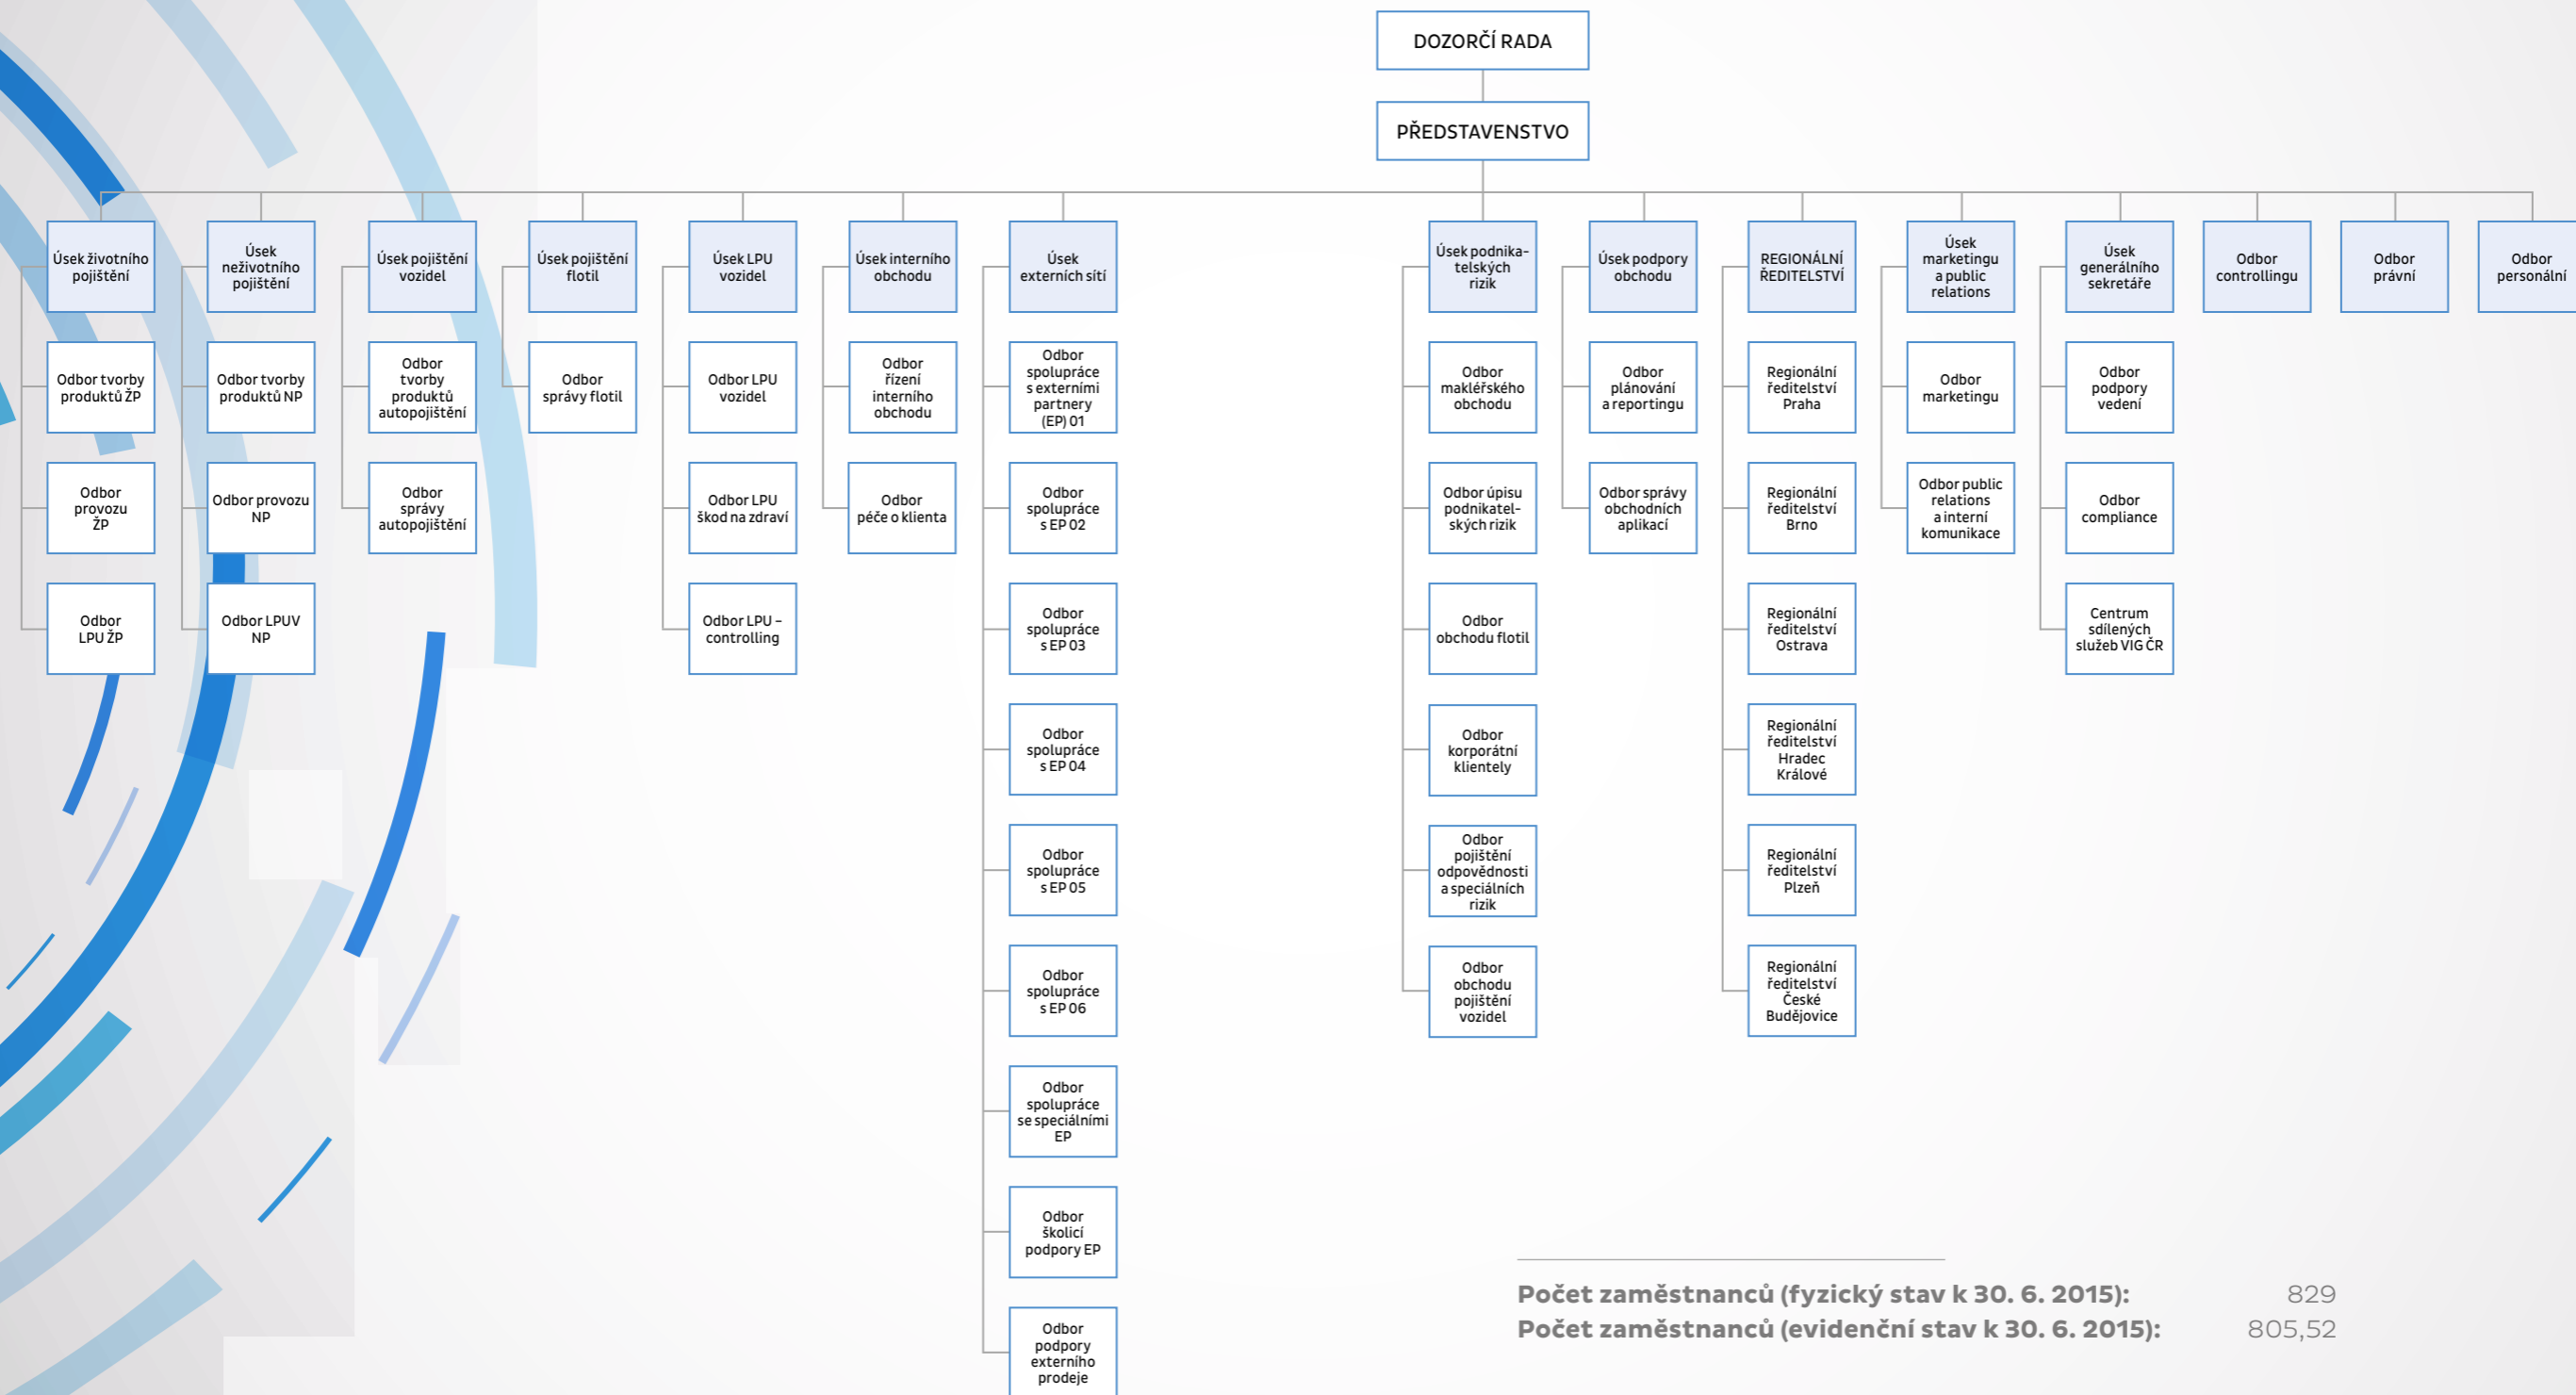 DOZORČÍ RADA
PŘEDSTAVENSTVO
Úsek životního
pojištění
Odbor tvorby
produktů ŽP
Odbor
provozu
ŽP
Odbor
LPU ŽP
Úsek
neživotního
pojištění
Odbor tvorby
produktů NP
Odbor provozu
NP
Odbor LPUV
NP
Úsek pojištění
vozidel
Odbor
tvorby
produktů
autopojištění
Odbor
správy
autopojištění
Úsek pojištění
flotil
Odbor
správy flotil
Úsek LPU
vozidel
Odbor LPU
vozidel
Odbor LPU
škod na zdraví
Odbor LPU –
controlling
Úsek interního
obchodu
Odbor
řízení
interního
obchodu
Odbor
péče o klienta
Úsek
externích sítí
Odbor
spolupráce
s externími
partnery
(EP) 01
Odbor
spolupráce
s EP 02
Odbor
spolupráce
s EP 03
Odbor
spolupráce
s EP 04
Odbor
spolupráce
s EP 05
Odbor
spolupráce
s EP 06
Odbor
spolupráce
se speciálními
EP
Odbor
školicí
podpory EP
Odbor
podpory
externího
prodeje
Úsek podnika-
telských
rizik
Odbor
makléřského
obchodu
Odbor úpisu
podnikatel-
ských rizik
Odbor
obchodu flotil
Odbor
korporátní
klientely
Odbor
pojištění
odpovědnosti
a speciálních
rizik
Odbor
obchodu
pojištění
vozidel
Úsek podpory
obchodu
Odbor
plánování
a reportingu
Odbor správy
obchodních
aplikací
REGIONÁLNÍ
ŘEDITELSTVÍ
Regionální
ředitelství
Praha
Regionální
ředitelství
Brno
Regionální
ředitelství
Ostrava
Regionální
ředitelství
Hradec
Králové
Regionální
ředitelství
Plzeň
Regionální
ředitelství
České
Budějovice
Úsek
marketingu
a public
relations
Odbor
marketingu
Odbor public
relations
a interní
komunikace
Úsek
generálního
sekretáře
Odbor
podpory
vedení
Odbor
compliance
Centrum
sdílených
služeb VIG ČR
Odbor
controllingu
Odbor
právní
Odbor
personální
Počet zaměstnanců (fyzický stav k 30. 6. 2015): 829
Počet zaměstnanců (evidenční stav k 30. 6. 2015): 805,52